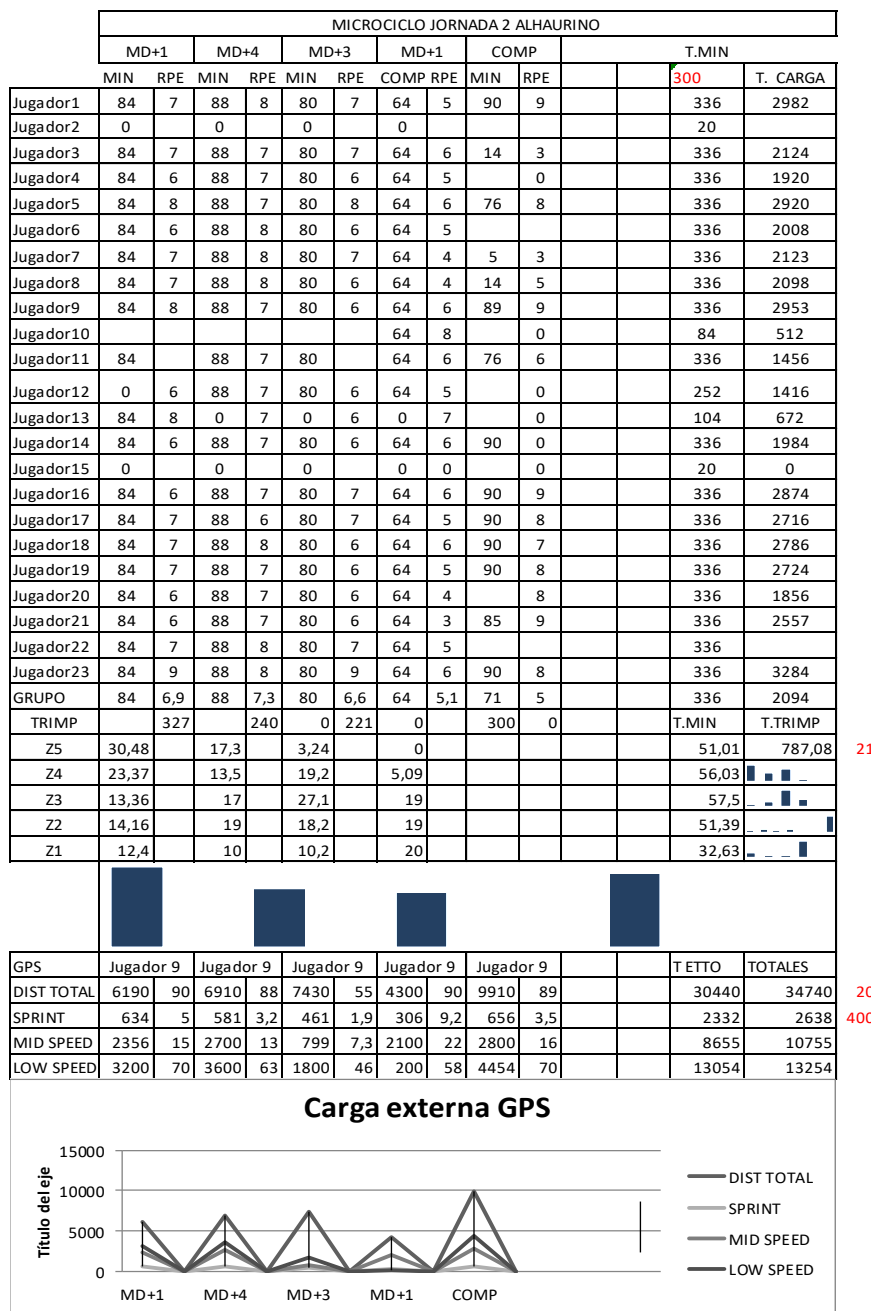 MICROCICLO JORNADA 2 ALHAURINO
MD+1 MD+4 MD+3 MD+1 COMP T.MIN
MIN RPE MIN RPE MIN RPE COMP RPE MIN RPE 300 T. CARGA
Jugador1 84 7 88 8 80 7 64 5 90 9 336 2982
Jugador2 0 0 0 0 20
Jugador3 84 7 88 7 80 7 64 6 14 3 336 2124
Jugador4 84 6 88 7 80 6 64 5 0 336 1920
Jugador5 84 8 88 7 80 8 64 6 76 8 336 2920
Jugador6 84 6 88 8 80 6 64 5 336 2008
Jugador7 84 7 88 8 80 7 64 4 5 3 336 2123
Jugador8 84 7 88 8 80 6 64 4 14 5 336 2098
Jugador9 84 8 88 7 80 6 64 6 89 9 336 2953
Jugador10 64 8 0 84 512
Jugador11 84 88 7 80 64 6 76 6 336 1456
Jugador12 0 6 88 7 80 6 64 5 0 252 1416
Jugador13 84 8 0 7 0 6 0 7 0 104 672
Jugador14 84 6 88 7 80 6 64 6 90 0 336 1984
Jugador15 0 0 0 0 0 0 20 0
Jugador16 84 6 88 7 80 7 64 6 90 9 336 2874
Jugador17 84 7 88 6 80 7 64 5 90 8 336 2716
Jugador18 84 7 88 8 80 6 64 6 90 7 336 2786
Jugador19 84 7 88 7 80 6 64 5 90 8 336 2724
Jugador20 84 6 88 7 80 6 64 4 8 336 1856
Jugador21 84 6 88 7 80 6 64 3 85 9 336 2557
Jugador22 84 7 88 8 80 7 64 5 336
Jugador23 84 9 88 8 80 9 64 6 90 8 336 3284
GRUPO 84 6,9 88 7,3 80 6,6 64 5,1 71 5 336 2094
TRIMP 327 240 0 221 0 300 0 T.MIN T.TRIMP
Z5 30,48 17,3 3,24 0 51,01 787,08 21
Z4 23,37 13,5 19,2 5,09 56,03
Z3 13,36 17 27,1 19 57,5
Z2 14,16 19 18,2 19 51,39
Z1 12,4 10 10,2 20 32,63
GPS Jugador 9 Jugador 9 Jugador 9 Jugador 9 Jugador 9 T ETTO TOTALES
DIST TOTAL 6190 90 6910 88 7430 55 4300 90 9910 89 30440 34740 20
SPRINT 634 5 581 3,2 461 1,9 306 9,2 656 3,5 2332 2638 400
MID SPEED 2356 15 2700 13 799 7,3 2100 22 2800 16 8655 10755
LOW SPEED 3200 70 3600 63 1800 46 200 58 4454 70 13054 13254
Carga externa GPS
Título del eje
15000
10000
5000
0
MD+1 MD+4 MD+3 MD+1 COMP
DIST TOTAL
SPRINT
MID SPEED
LOW SPEED